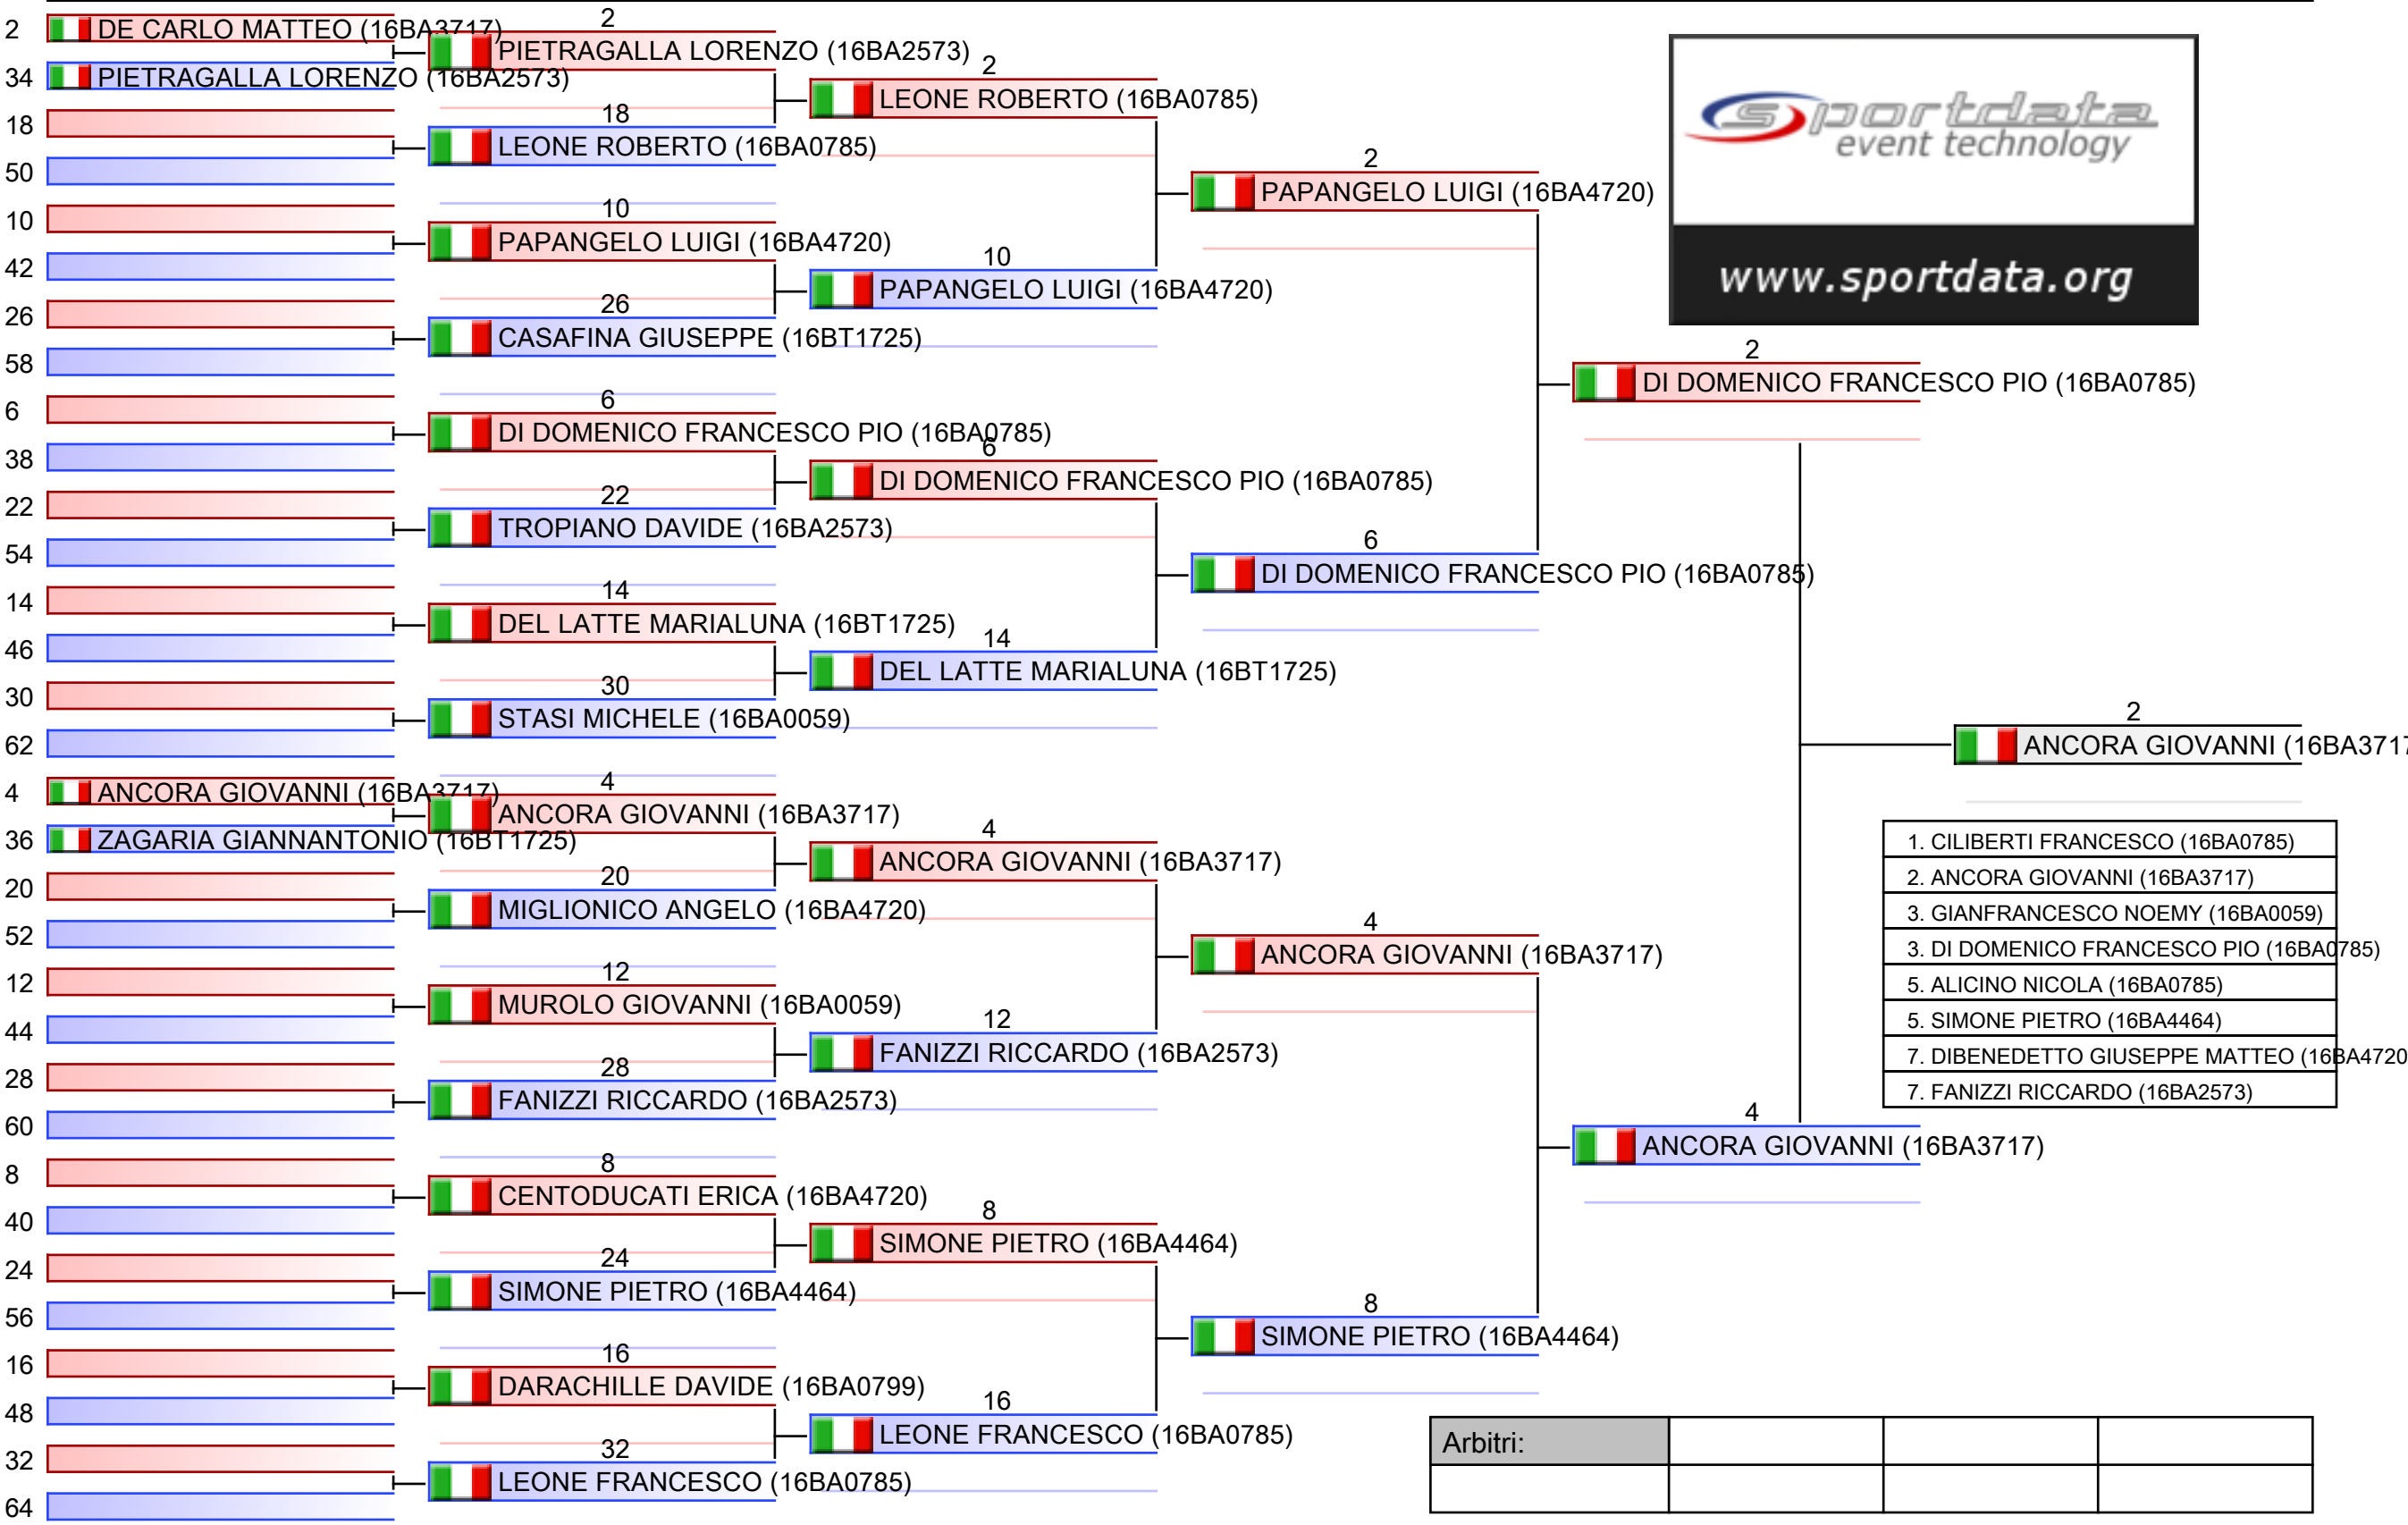 2 DE CARLO MATTEO (16BA3717)
34 PIETRAGALLA LORENZO (16BA2573)
18
50
10
42
26
58
6
38
22
54
14
46
30
62
4 ANCORA GIOVANNI (16BA3717)
36 ZAGARIA GIANNANTONIO (16BT1725)
20
52
12
44
28
60
8
40
24
56
16
48
32
64
2
PIETRAGALLA LORENZO (16BA2573)
18
LEONE ROBERTO (16BA0785)
10
PAPANGELO LUIGI (16BA4720)
26
CASAFINA GIUSEPPE (16BT1725)
6
DI DOMENICO FRANCESCO PIO (16BA0785)
22
TROPIANO DAVIDE (16BA2573)
14
DEL LATTE MARIALUNA (16BT1725)
30
STASI MICHELE (16BA0059)
4
ANCORA GIOVANNI (16BA3717)
20
MIGLIONICO ANGELO (16BA4720)
12
MUROLO GIOVANNI (16BA0059)
28
FANIZZI RICCARDO (16BA2573)
8
CENTODUCATI ERICA (16BA4720)
24
SIMONE PIETRO (16BA4464)
16
DARACHILLE DAVIDE (16BA0799)
32
LEONE FRANCESCO (16BA0785)
2
LEONE ROBERTO (16BA0785)
10
PAPANGELO LUIGI (16BA4720)
6
DI DOMENICO FRANCESCO PIO (16BA0785)
14
DEL LATTE MARIALUNA (16BT1725)
4
ANCORA GIOVANNI (16BA3717)
12
FANIZZI RICCARDO (16BA2573)
8
SIMONE PIETRO (16BA4464)
16
LEONE FRANCESCO (16BA0785)
2
PAPANGELO LUIGI (16BA4720)
6
DI DOMENICO FRANCESCO PIO (16BA0785)
4
ANCORA GIOVANNI (16BA3717)
8
SIMONE PIETRO (16BA4464)
2
DI DOMENICO FRANCESCO PIO (16BA0785)
4
ANCORA GIOVANNI (16BA3717)
2
ANCORA GIOVANNI (16BA3717
sportdata
event technology
www.sportdata.org
1. CILIBERTI FRANCESCO (16BA0785)
2. ANCORA GIOVANNI (16BA3717)
3. GIANFRANCESCO NOEMY (16BA0059)
3. DI DOMENICO FRANCESCO PIO (16BA0785)
5. ALICINO NICOLA (16BA0785)
5. SIMONE PIETRO (16BA4464)
7. DIBENEDETTO GIUSEPPE MATTEO (16BA4720
7. FANIZZI RICCARDO (16BA2573)
Arbitri: